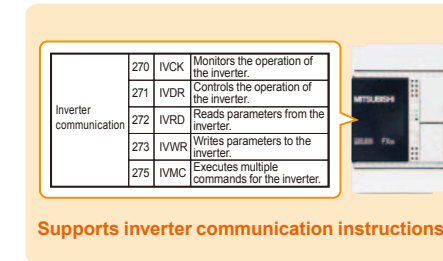 270 IVCK Monitors the operation of
the inverter.
271 IVDR Controls the operation of
the inverter.
Inverter
communication
272 IVRD Reads parameters from the
inverter.
273 IVWR Writes parameters to the
inverter.
275 IVMC Executes multiple
commands for the inverter.
MITSUBISHI
Supports inverter communication instructions